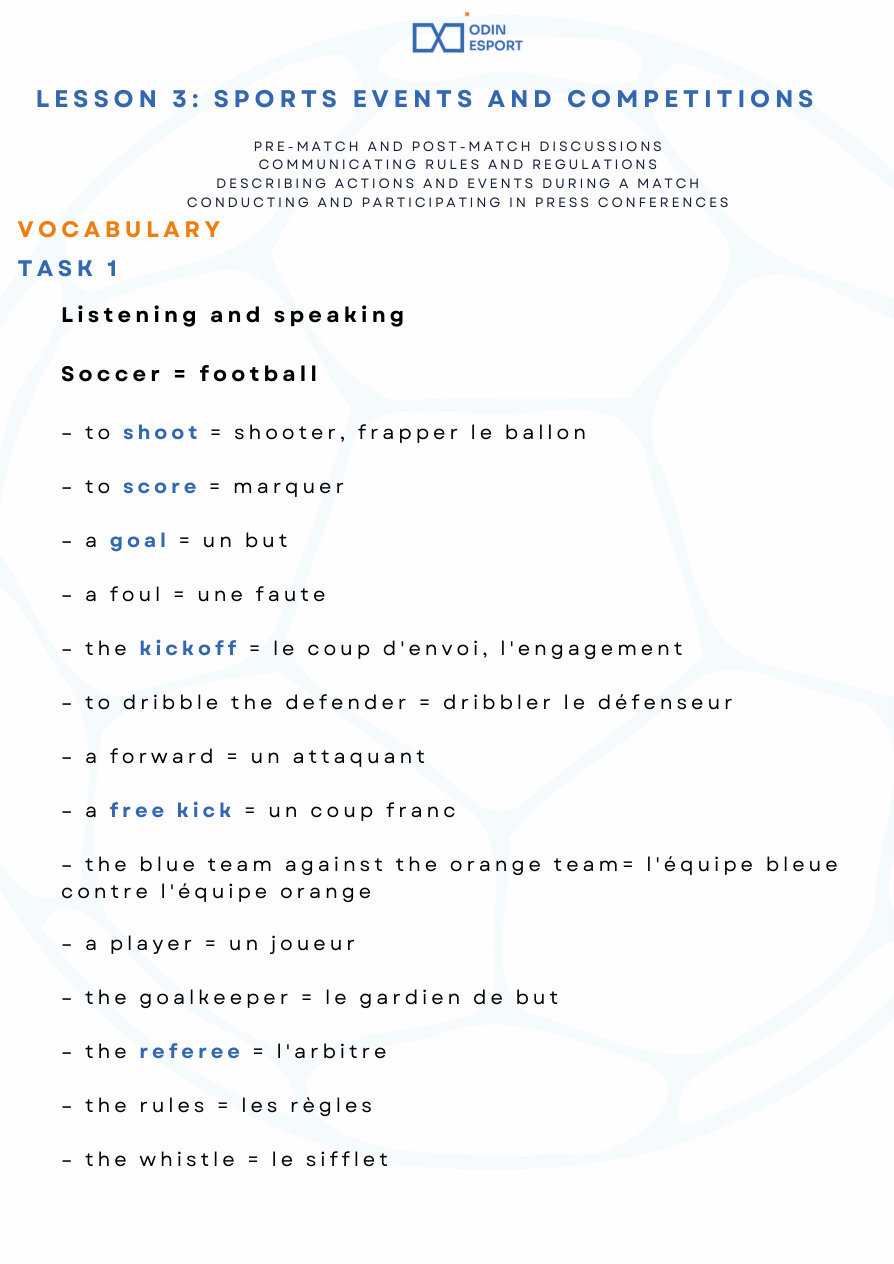 ODIN
ESPORT
LESSON 3: SPORTS EVENTS AND COMPETITIONS
PRE-MATCH AND POST-MATCH DISCUSSIONS
COMMUNICATING RULES AND REGULATIONS
DESCRIBING ACTIONS AND EVENTS DURING A MATCH
CONDUCTING AND PARTICIPATING IN PRESS CONFERENCES
VOCABULARY
TASK 1
Listening and speaking
Soccer = football
– to shoot = shooter, frapper le ballon
– to score = marquer
– a goal = un but
– a foul = une faute
– the kickoff = le coup d'envoi, l'engagement
– to dribble the defender = dribbler le défenseur
– a forward = un attaquant
– a free kick = un coup franc
– the blue team against the orange team= l'équipe bleue
contre l'équipe orange
– a player = un joueur
– the goalkeeper = le gardien de but
– the referee = l'arbitre
– the rules = les règles
– the whistle = le sifflet